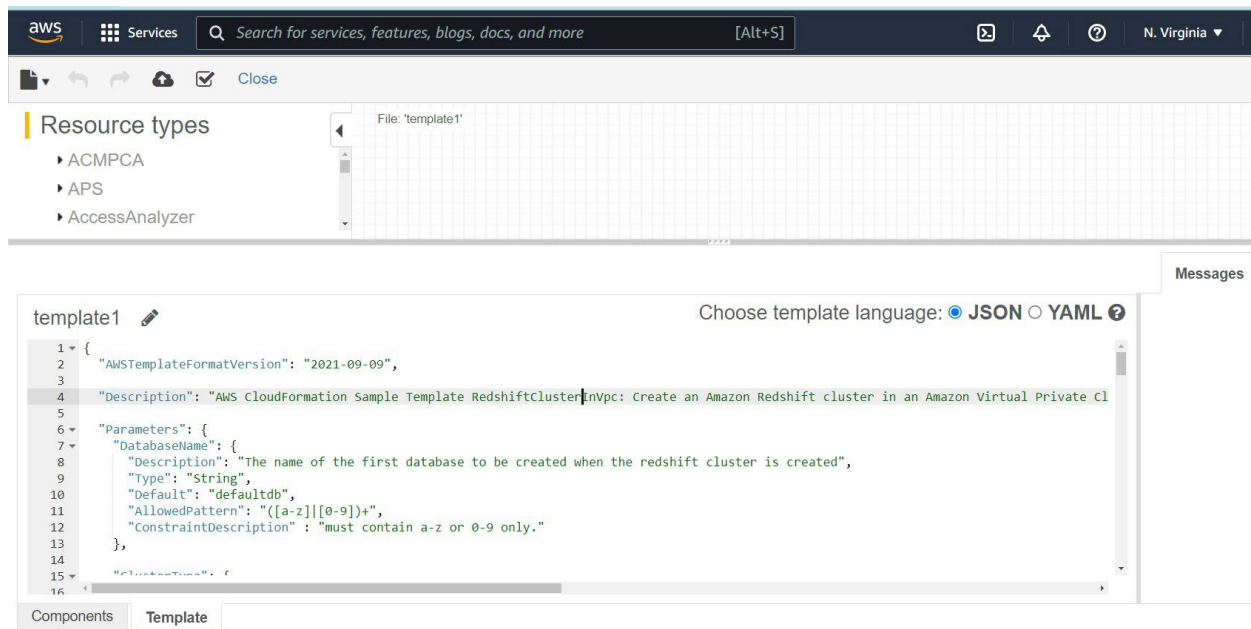 aws
Services
Search for services, features, blogs, docs, and more
[Alt+S]
N. Virginia
Close
Resource types
ACMPCA
APS
AccessAnalyzer
File: 'template1'
Messages
template1
Choose template language: JSON YAML
1 {
2 "AWSTemplateFormatVersion": "2021-09-09",
3
4 "Description": "AWS CloudFormation Sample Template RedshiftClusterInVpc: Create an Amazon Redshift cluster in an Amazon Virtual Private Cl
5
6 "Parameters": {
7 "DatabaseName": {
8 "Description": "The name of the first database to be created when the redshift cluster is created",
9 "Type": "String",
10 "Default": "defaultdb",
11 "AllowedPattern": "([a-z]|[0-9])+",
12 "ConstraintDescription" : "must contain a-z or 0-9 only."
13 },
14
15 "ClusterType": {
16
Components Template